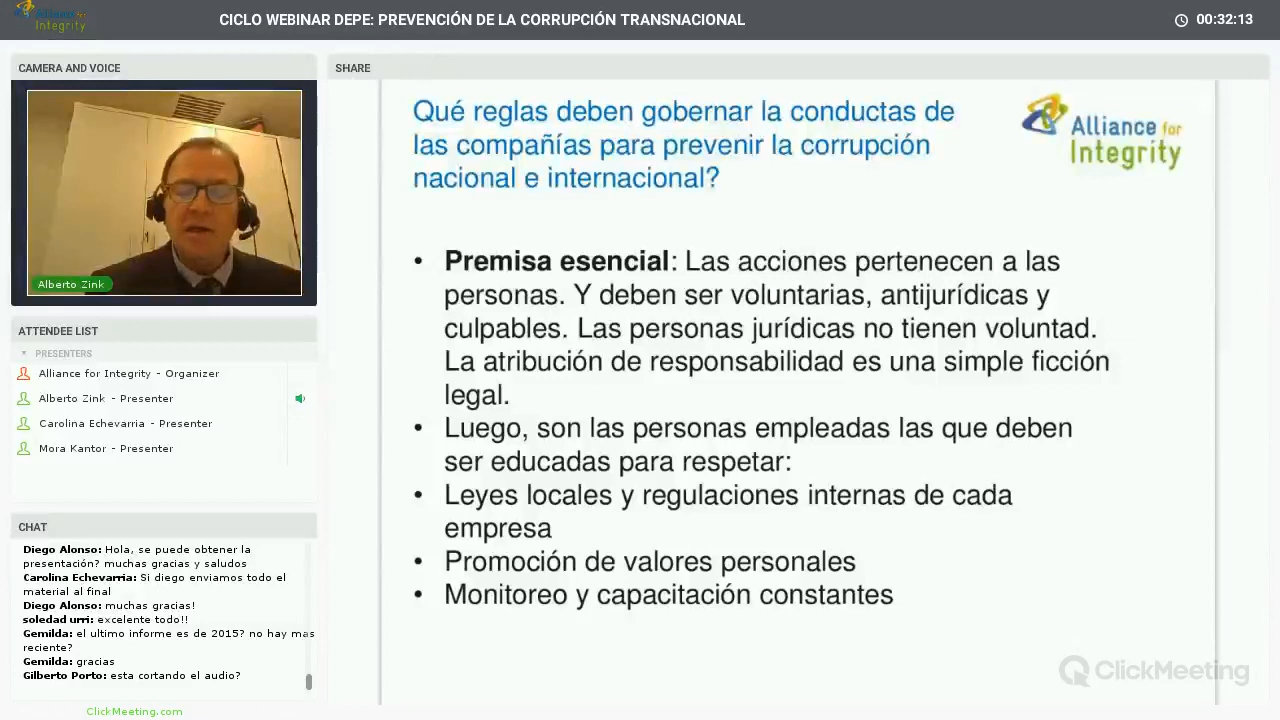 Alliance for
Integrity
CICLO WEBINAR DEPE: PREVENCIÓN DE LA CORRUPCIÓN TRANSNACIONAL
00:32:13
CAMERA AND VOICE
Alberto Zink
ATTENDEE LIST
PRESENTERS
Alliance for Integrity - Organizer
Alberto Zink - Presenter
Carolina Echevarria - Presenter
Mora Kantor - Presenter
CHAT
Diego Alonso: Hola, se puede obtener la
presentación? muchas gracias y saludos
Carolina Echevarria: Si diego enviamos todo el
material al final
Diego Alonso: muchas gracias!
soledad urri: excelente todo!!
Gemilda: el ultimo informe es de 2015? no hay mas
reciente?
Gemilda: gracias
Gilberto Porto: esta cortando el audio?
ClickMeeting.com
SHARE
Qué reglas deben gobernar la conductas de
las compañías para prevenir la corrupción
nacional e internacional?
Alliance for
Integrity
• Premisa esencial: Las acciones pertenecen a las
personas. Y deben ser voluntarias, antijurídicas y
culpables. Las personas jurídicas no tienen voluntad.
La atribución de responsabilidad es una simple ficción
legal.
• Luego, son las personas empleadas las que deben
ser educadas para respetar:
• Leyes locales y regulaciones internas de cada
empresa
• Promoción de valores personales
• Monitoreo y capacitación constantes
ClickMeeting